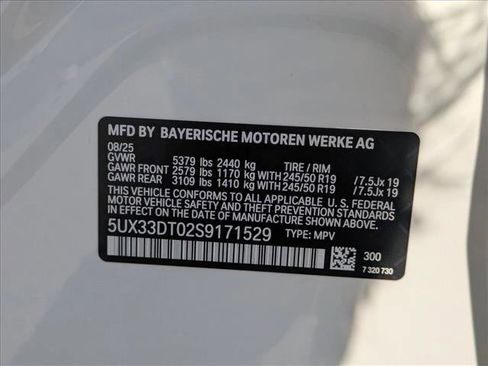 MFD BY BAYERISCHE MOTOREN WERKE AG
08/25
GVWR 5379 lbs 2440 kg TIRE / RIM
GAWR FRONT 2579 lbs 1170 kg WITH 245/50 R19 /7.5Jx 19
GAWR REAR 3109 lbs 1410 kg WITH 245/50 R19 /7.5Jx 19
THIS VEHICLE CONFORMS TO ALL APPLICABLE U.S. FEDERAL
MOTOR VEHICLE SAFETY, BUMPER, AND THEFT PREVENTION STANDARDS
IN EFFECT ON THE DATE OF MANUFACTURE SHOWN ABOVE.
5UX33DT02S9171529 TYPE: MPV
300
7 320 730